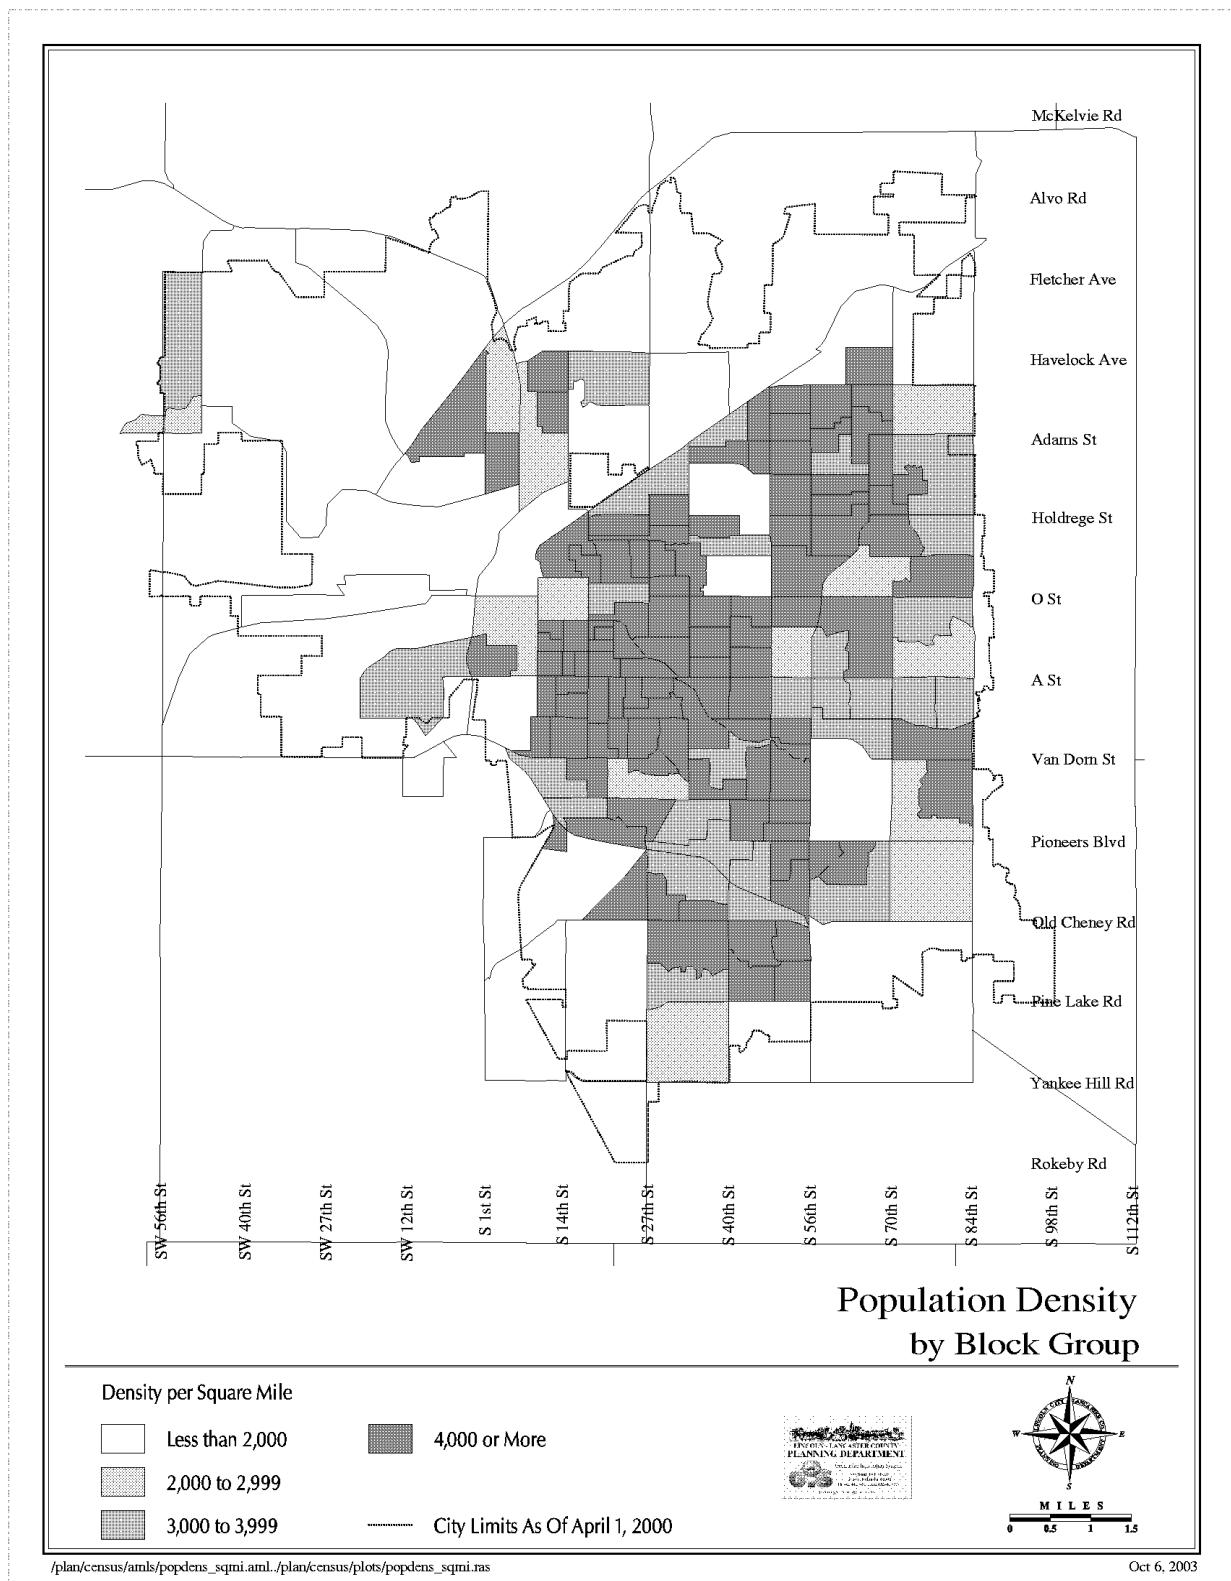 McKelvie Rd
Alvo Rd
Fletcher Ave
Havelock Ave
Adams St
Holdrege St
O St
A St
Van Dorn St
Pioneers Blvd
Old Cheney Rd
Pine Lake Rd
Yankee Hill Rd
Rokeby Rd
SW 56th St
SW 40th St
SW 27th St
SW 12th St
S 1st St
S 14th St
S 27th St
S 40th St
S 56th St
S 70th St
S 84th St
S 98th St
S 112th St
Population Density
by Block Group
Density per Square Mile
Less than 2,000
4,000 or More
2,000 to 2,999
3,000 to 3,999
City Limits As Of April 1, 2000
LINCOLN - LANCASTER COUNTY
PLANNING DEPARTMENT
N
W
E
S
MILES
0 0.5 1 1.5
/plan/census/amls/popdens_sqmi.aml../plan/census/plots/popdens_sqmi.ras
Oct 6, 2003